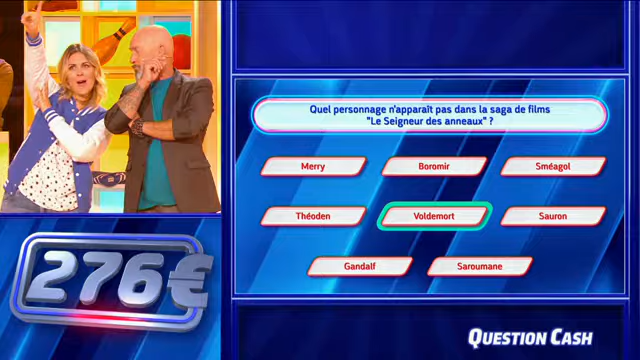 Quel personnage n'apparaît pas dans la saga de films
"Le Seigneur des anneaux" ?
Merry
Boromir
Sméagol
Théoden
Voldemort
Sauron
Gandalf
Saroumane
276€
QUESTION CASH